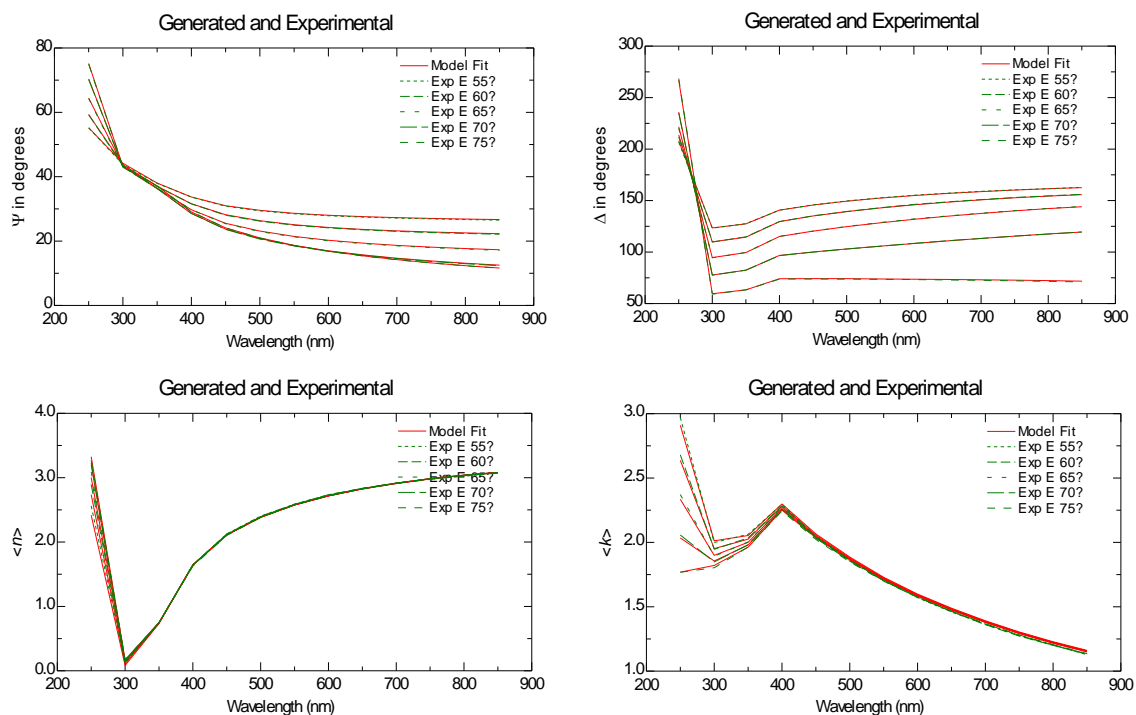 Generated and Experimental
80
60
40
20
0
Ψ in degrees
200 300 400 500 600 700 800 900
Wavelength (nm)
Model Fit
Exp E 55?
Exp E 60?
Exp E 65?
Exp E 70?
Exp E 75?
Generated and Experimental
300
250
200
150
100
50
Δ in degrees
200 300 400 500 600 700 800 900
Wavelength (nm)
Model Fit
Exp E 55?
Exp E 60?
Exp E 65?
Exp E 70?
Exp E 75?
Generated and Experimental
4.0
3.0
2.0
1.0
0.0
<n>
200 300 400 500 600 700 800 900
Wavelength (nm)
Model Fit
Exp E 55?
Exp E 60?
Exp E 65?
Exp E 70?
Exp E 75?
Generated and Experimental
3.0
2.5
2.0
1.5
1.0
<k>
200 300 400 500 600 700 800 900
Wavelength (nm)
Model Fit
Exp E 55?
Exp E 60?
Exp E 65?
Exp E 70?
Exp E 75?